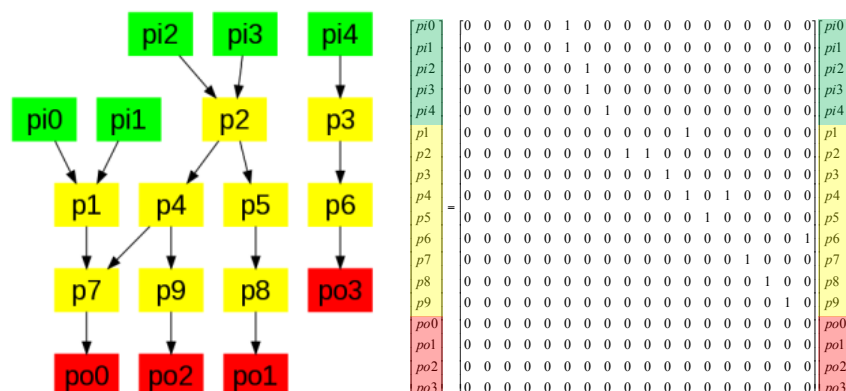 pi2 pi3 pi4
pi0 pi1 p2 p3
p1 p4 p5 p6
p7 p9 p8 po3
po0 po2 po1
pi0 0 0 0 0 0 1 0 0 0 0 0 0 0 0 0 0 0 0 pi0
pi1 0 0 0 0 0 1 0 0 0 0 0 0 0 0 0 0 0 0 pi1
pi2 0 0 0 0 0 0 1 0 0 0 0 0 0 0 0 0 0 0 pi2
pi3 0 0 0 0 0 0 1 0 0 0 0 0 0 0 0 0 0 0 pi3
pi4 0 0 0 0 0 0 0 1 0 0 0 0 0 0 0 0 0 0 pi4
p1 0 0 0 0 0 0 0 0 0 0 0 1 0 0 0 0 0 0 p1
p2 0 0 0 0 0 0 0 0 1 1 0 0 0 0 0 0 0 0 p2
p3 0 0 0 0 0 0 0 0 0 0 1 0 0 0 0 0 0 0 p3
p4 0 0 0 0 0 0 0 0 0 0 0 1 0 1 0 0 0 0 p4
=
p5 0 0 0 0 0 0 0 0 0 0 0 0 1 0 0 0 0 0 p5
p6 0 0 0 0 0 0 0 0 0 0 0 0 0 0 0 0 0 1 p6
p7 0 0 0 0 0 0 0 0 0 0 0 0 0 0 1 0 0 0 p7
p8 0 0 0 0 0 0 0 0 0 0 0 0 0 0 0 1 0 0 p8
p9 0 0 0 0 0 0 0 0 0 0 0 0 0 0 0 0 1 0 p9
po0 0 0 0 0 0 0 0 0 0 0 0 0 0 0 0 0 0 0 po0
po1 0 0 0 0 0 0 0 0 0 0 0 0 0 0 0 0 0 0 po1
po2 0 0 0 0 0 0 0 0 0 0 0 0 0 0 0 0 0 0 po2
po3 0 0 0 0 0 0 0 0 0 0 0 0 0 0 0 0 0 0 po3